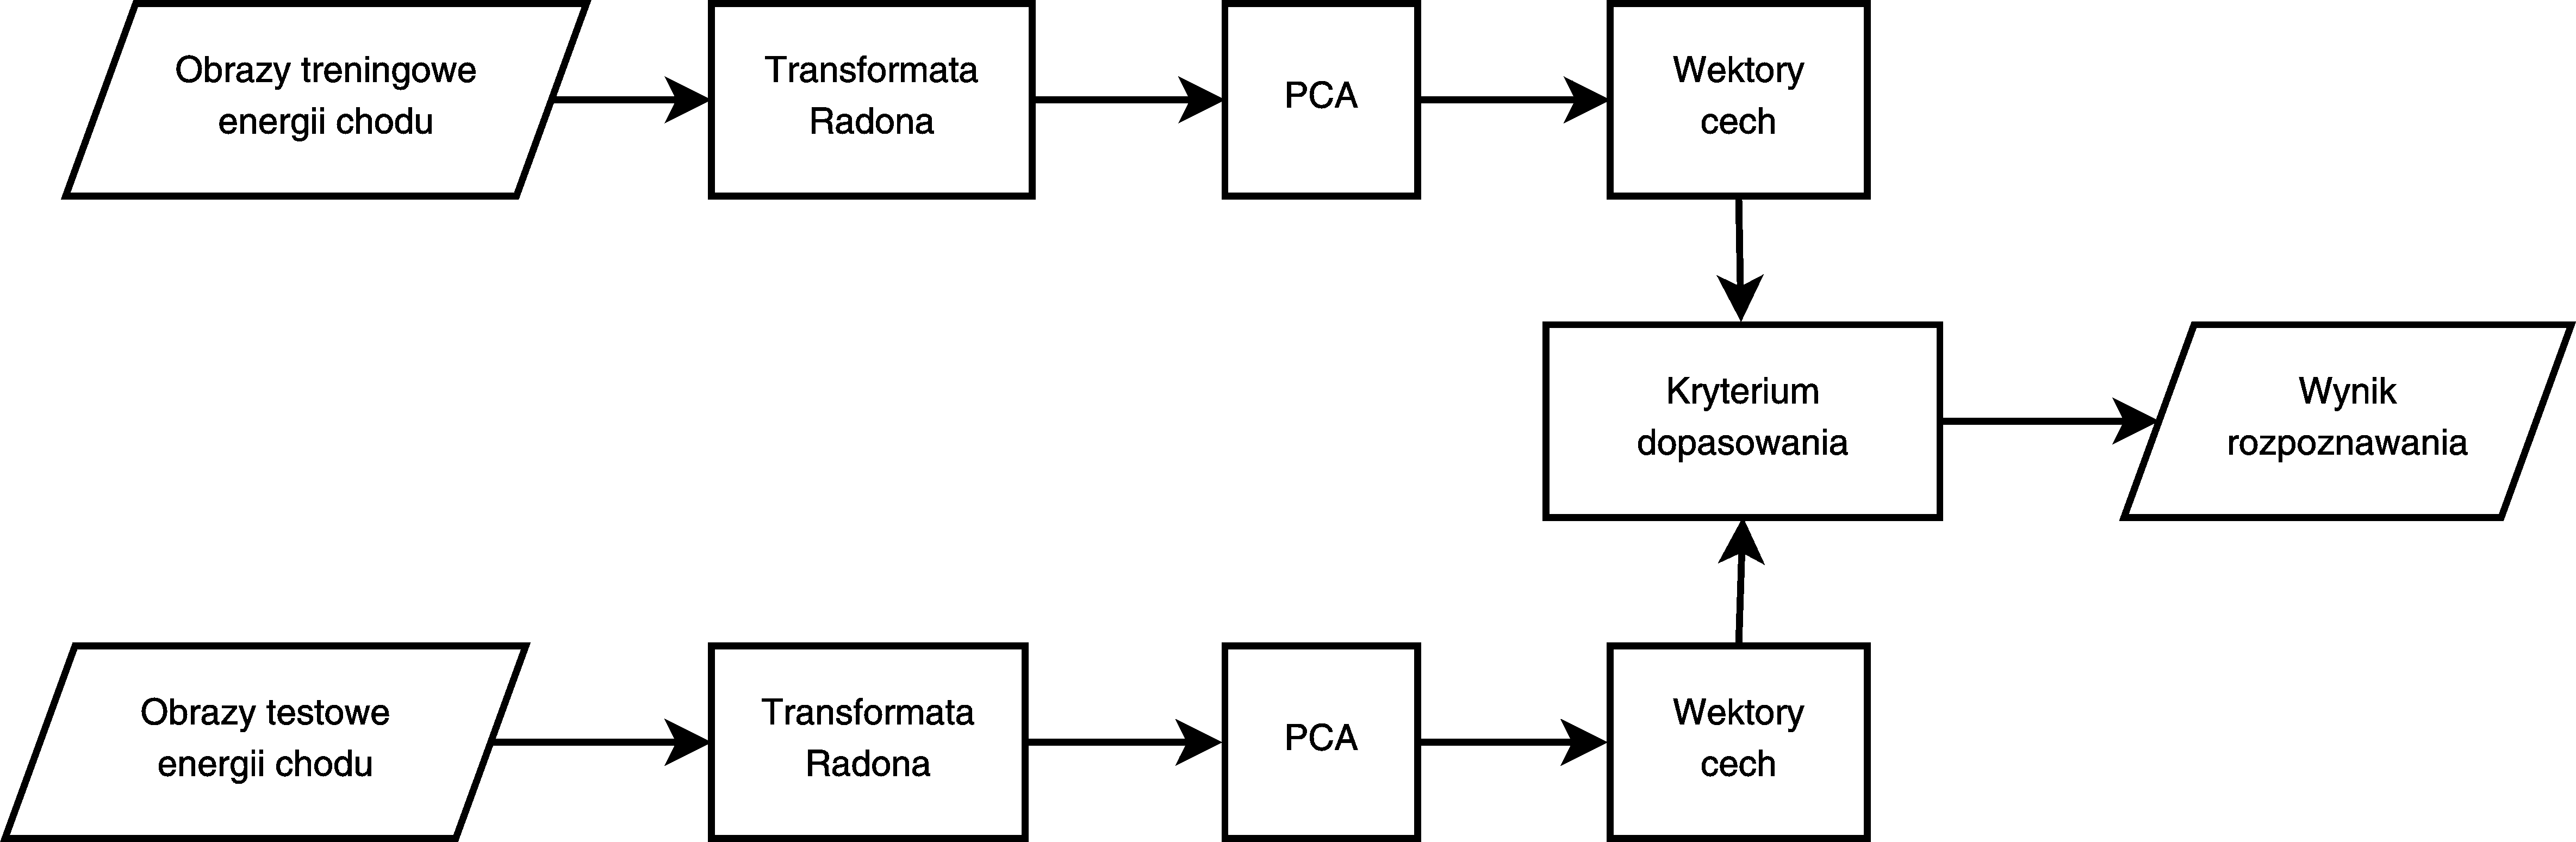 Obrazy treningowe
energii chodu
Transformata
Radona
PCA
Wektory
cech
Kryterium
dopasowania
Wynik
rozpoznawania
Obrazy testowe
energii chodu
Transformata
Radona
PCA
Wektory
cech